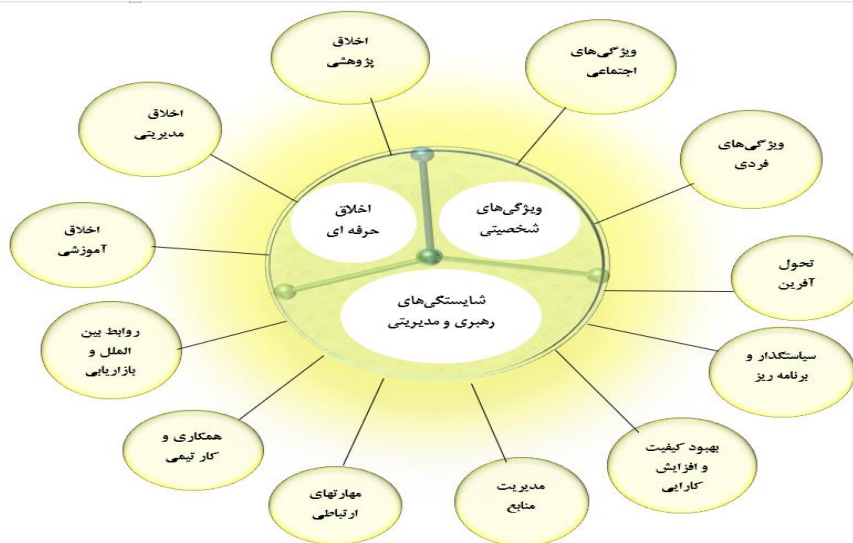 اخلاق
پژوهشی
ویژگی‌های
اجتماعی
اخلاق
مدیریتی
ویژگی‌های
فردی
اخلاق
حرفه ای
ویژگی‌های
شخصیتی
اخلاق
آموزشی
تحول
آفرین
شایستگی‌های
رهبری و مدیریتی
روابط بین
الملل و
بازاریابی
سیاستگذار و
برنامه ریز
همکاری و
کار تیمی
بهبود کیفیت
و افزایش
کارایی
مهارتهای
ارتباطی
مدیریت
منابع